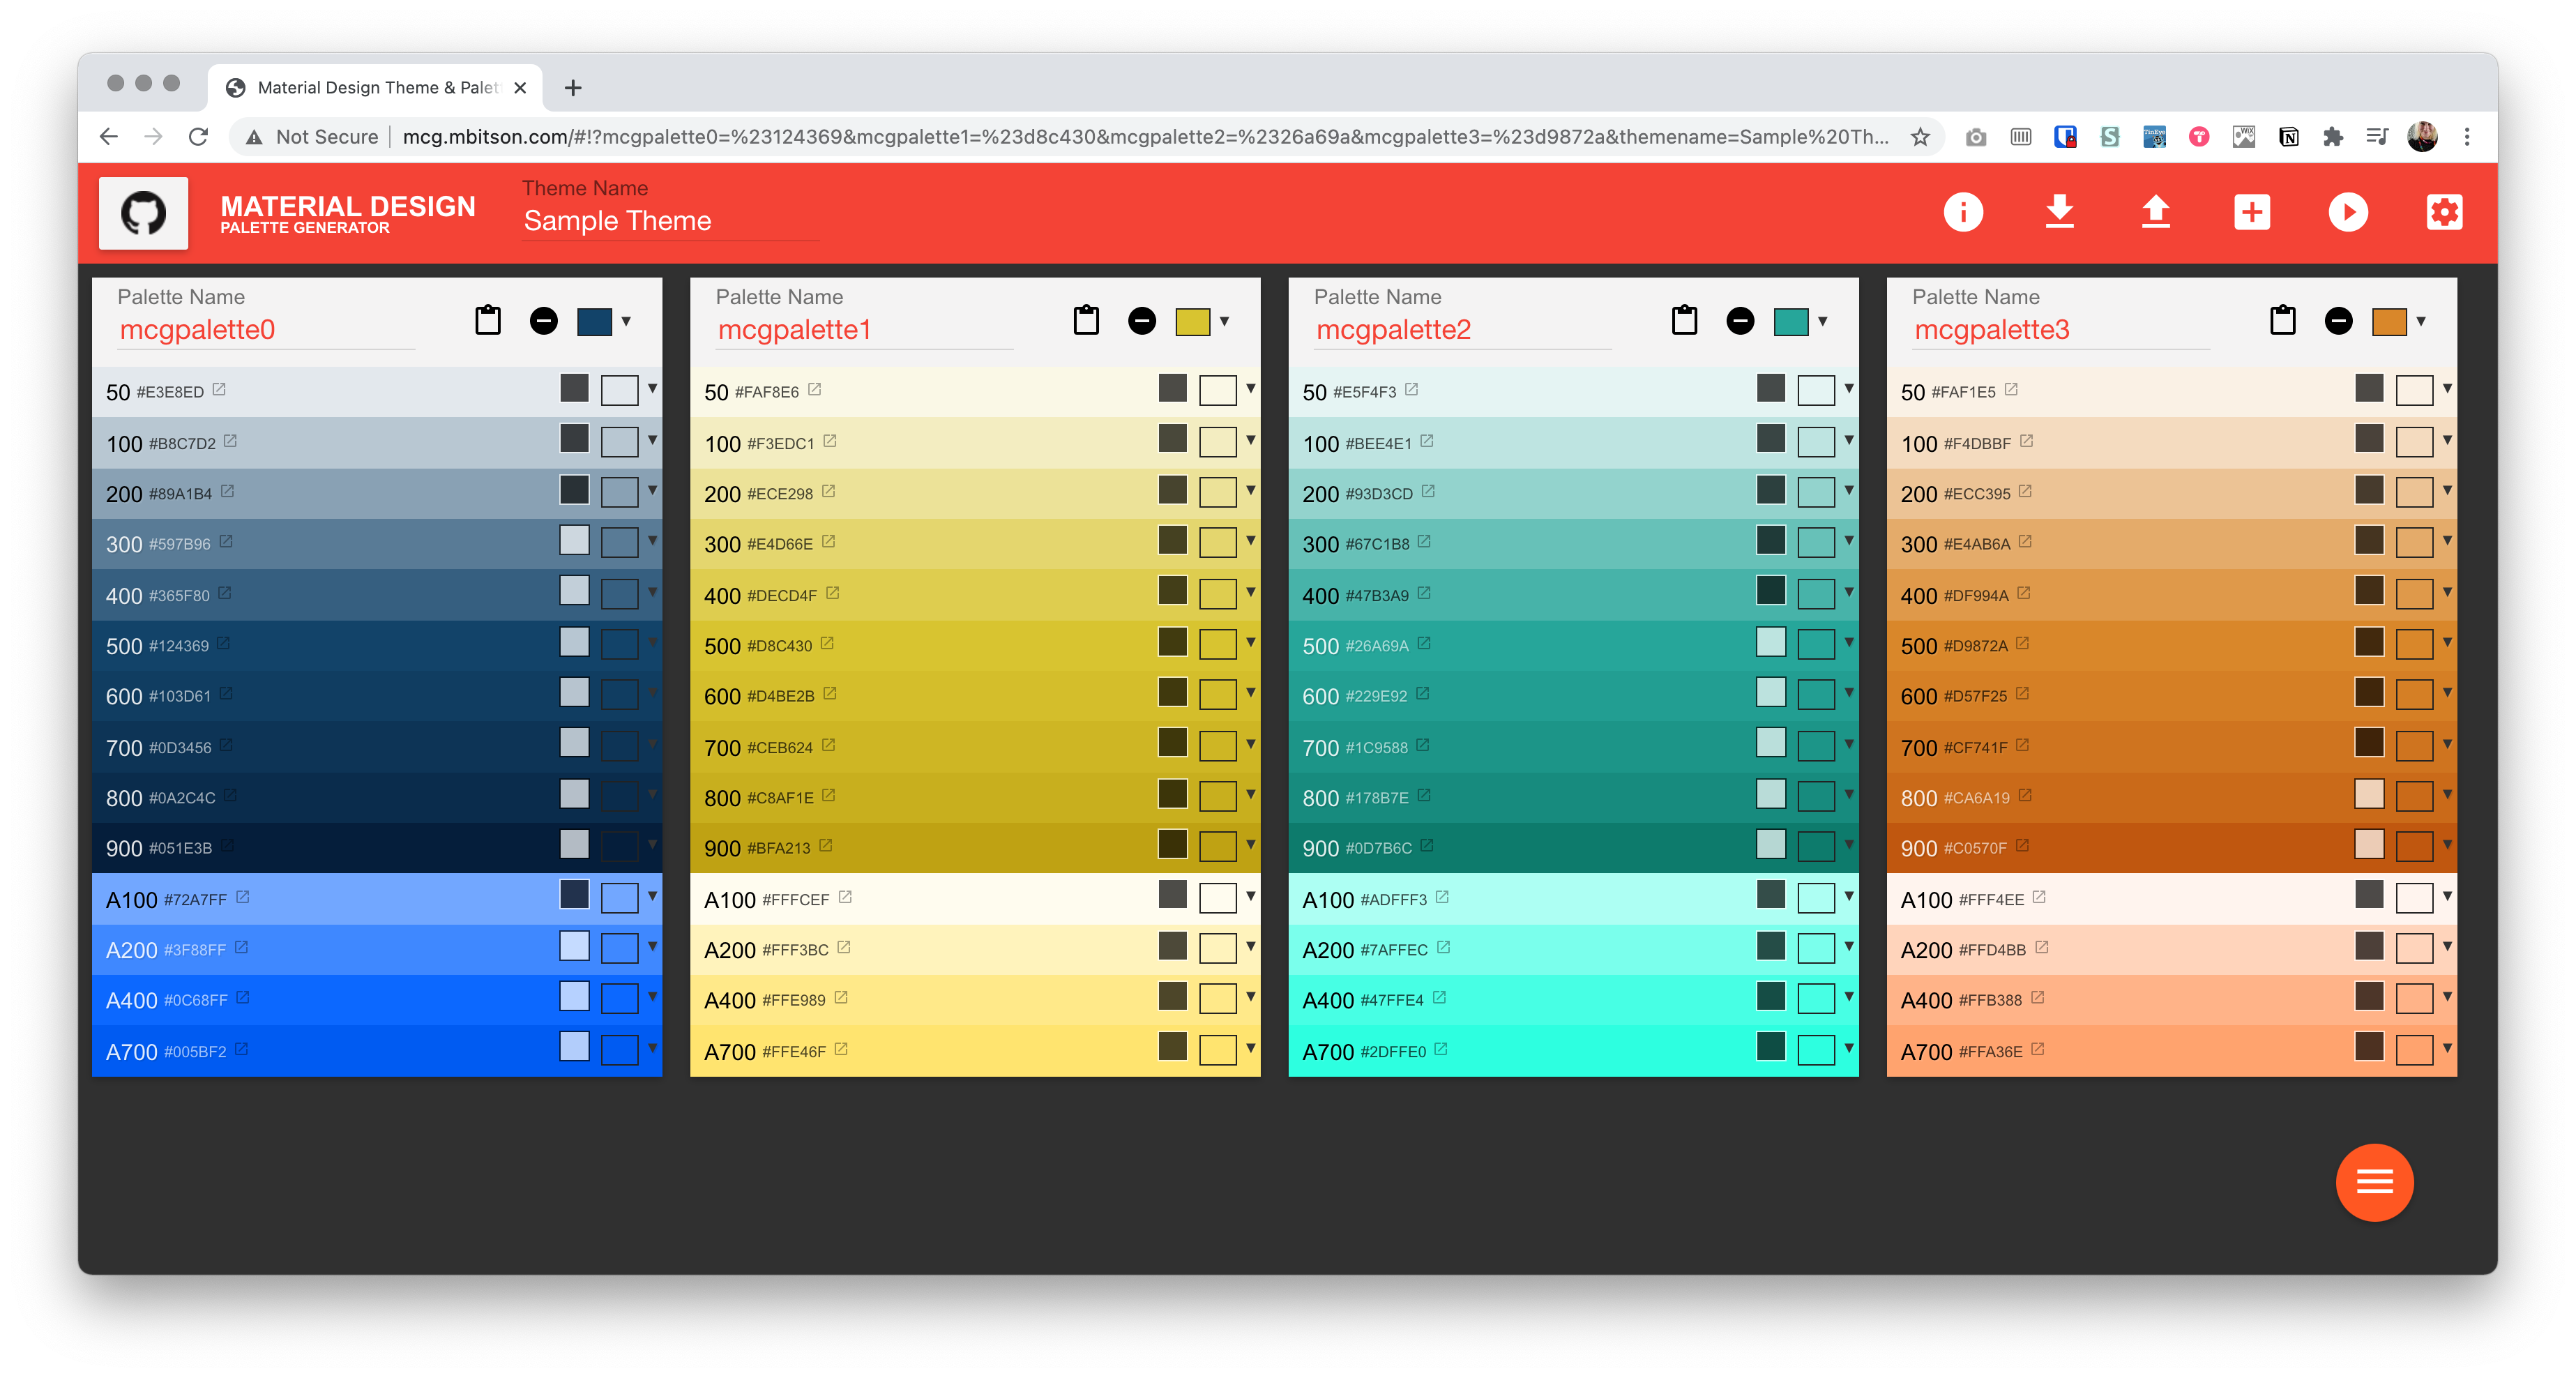 Material Design Theme & Palet
Not Secure
mcg.mbitson.com/#!?mcgpalette0=%23124369&mcgpalette1=%23d8c430&mcgpalette2=%2326a69a&mcgpalette3=%23d9872a&themename=Sample%20Th...
MATERIAL DESIGN
PALETTE GENERATOR
Theme Name
Sample Theme
Palette Name
mcgpalette0
50 #E3E8ED
100 #B8C7D2
200 #89A1B4
300 #597B96
400 #365F80
500 #124369
600 #103D61
700 #0D3456
800 #0A2C4C
900 #051E3B
A100 #72A7FF
A200 #3F88FF
A400 #0C68FF
A700 #005BF2
Palette Name
mcgpalette1
50 #FAF8E6
100 #F3EDC1
200 #ECE298
300 #E4D66E
400 #DECD4F
500 #D8C430
600 #D4BE2B
700 #CEB624
800 #C8AF1E
900 #BFA213
A100 #FFFCEF
A200 #FFF3BC
A400 #FFE989
A700 #FFE46F
Palette Name
mcgpalette2
50 #E5F4F3
100 #BEE4E1
200 #93D3CD
300 #67C1B8
400 #47B3A9
500 #26A69A
600 #229E92
700 #1C9588
800 #178B7E
900 #0D7B6C
A100 #ADFFF3
A200 #7AFFEC
A400 #47FFE4
A700 #2DFFE0
Palette Name
mcgpalette3
50 #FAF1E5
100 #F4DBBF
200 #ECC395
300 #E4AB6A
400 #DF994A
500 #D9872A
600 #D57F25
700 #CF741F
800 #CA6A19
900 #C0570F
A100 #FFF4EE
A200 #FFD4BB
A400 #FFB388
A700 #FFA36E